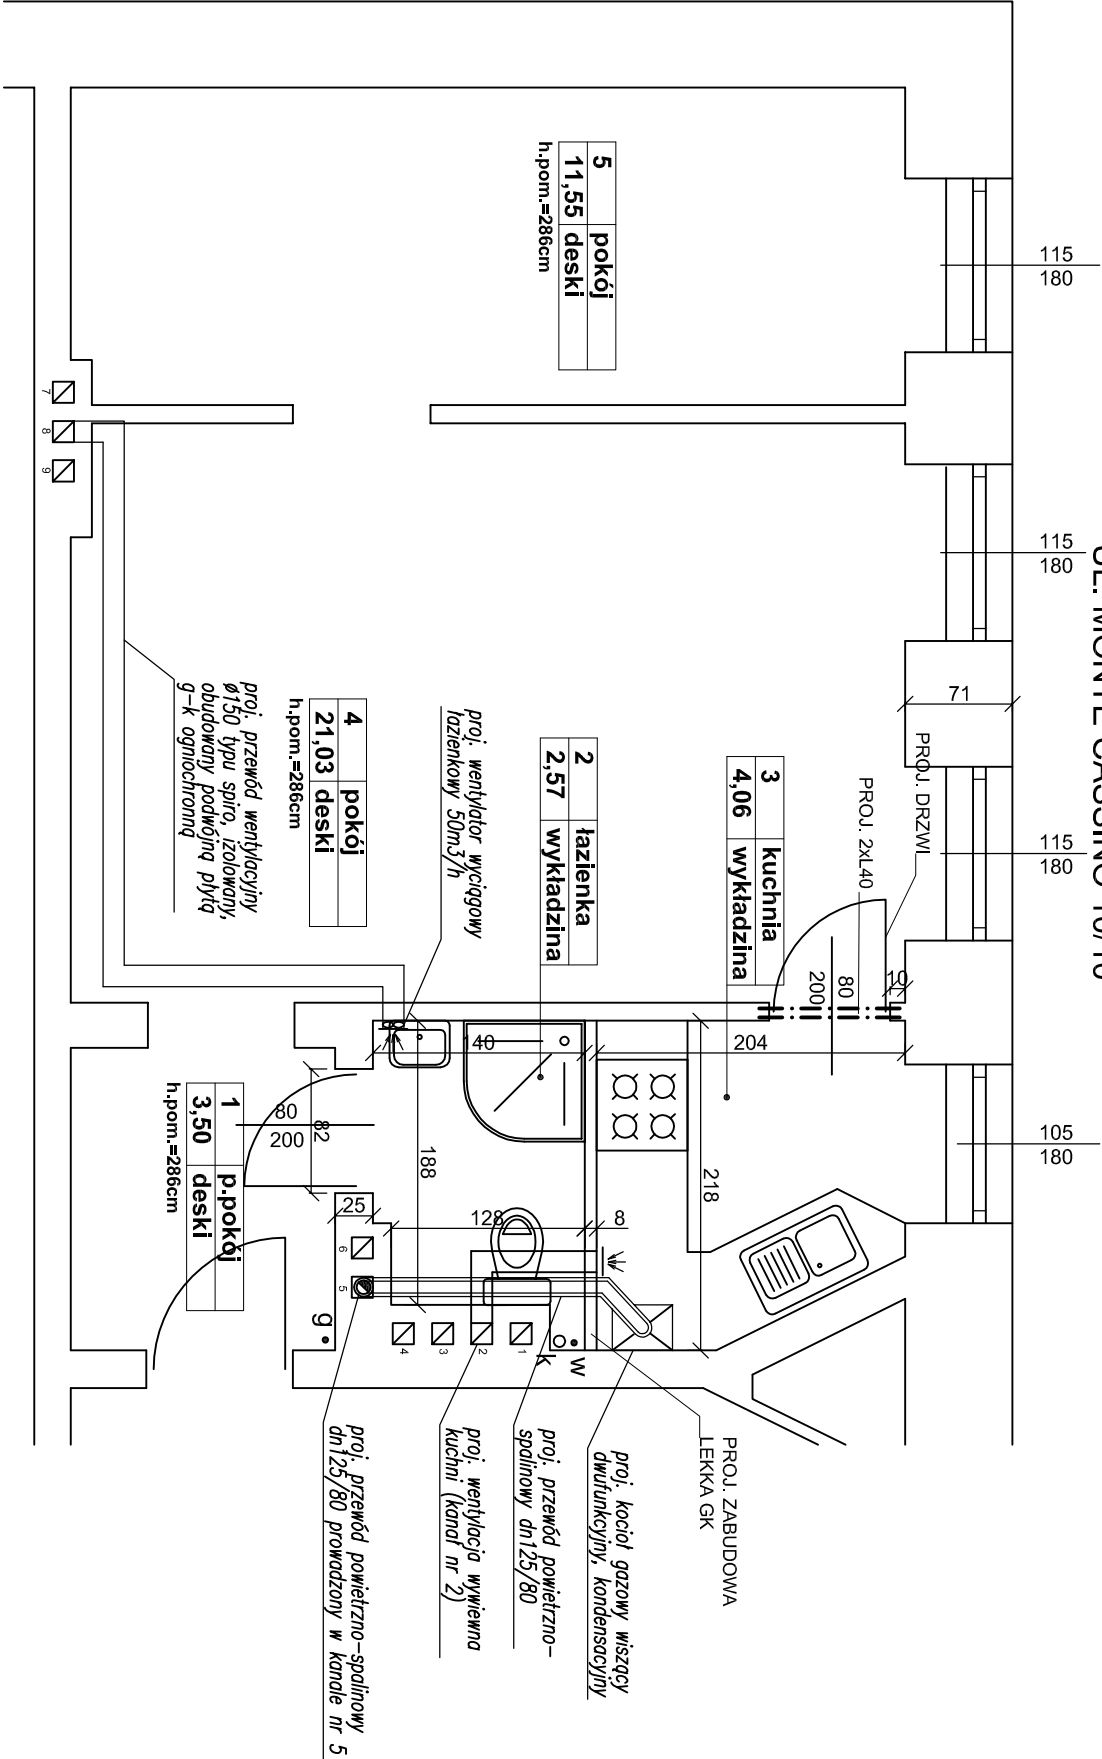 115
180
115
180
115
180
105
180
71
PROJ. DRZWI
PROJ. 2xL40
10
80
200
5 pokój
11,55 deski
h.pom.=286cm
3 kuchnia
4,06 wykładzina
2 łazienka
2,57 wykładzina
proj. wentylator wyciągowy
łazienkowy 50m3/h
4 pokój
21,03 deski
h.pom.=286cm
proj. przewód wentylacyjny
ø150 typu spiro, izolowany,
obudowany podwójną płytą
g-k ogniochronną
7
8
9
1 p.pokój
3,50 deski
h.pom.=286cm
204
140
218
188
128
8
82
80
200
25
6
5
4
3
2
1
g
k
w
PROJ. ZABUDOWA
LEKKA GK
proj. kocioł gazowy wiszący
dwufunkcyjny, kondensacyjny
proj. przewód powietrzno-
spalinowy dn125/80
proj. wentylacja wywiewna
kuchni (kanał nr 2)
proj. przewód powietrzno-spalinowy
dn125/80 prowadzony w kanale nr 5